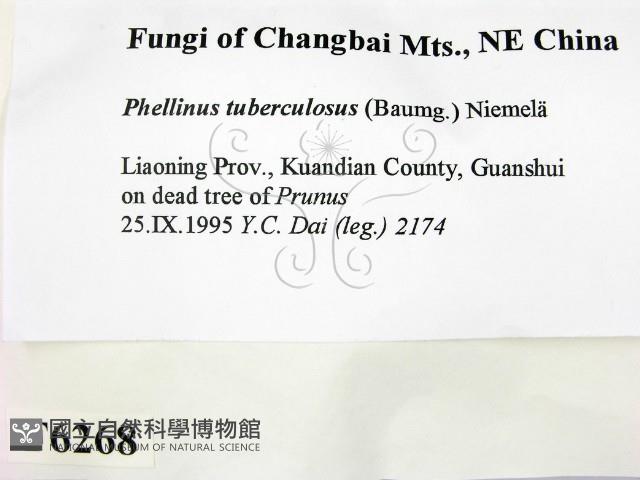 Fungi of Changbai Mts., NE China
Phellinus tuberculosus (Baumg.) Niemelä
Liaoning Prov., Kuandian County, Guanshui
on dead tree of Prunus
25.IX.1995 Y.C. Dai (leg.) 2174
國立自然科學博物館
NATIONAL MUSEUM OF NATURAL SCIENCE
6268